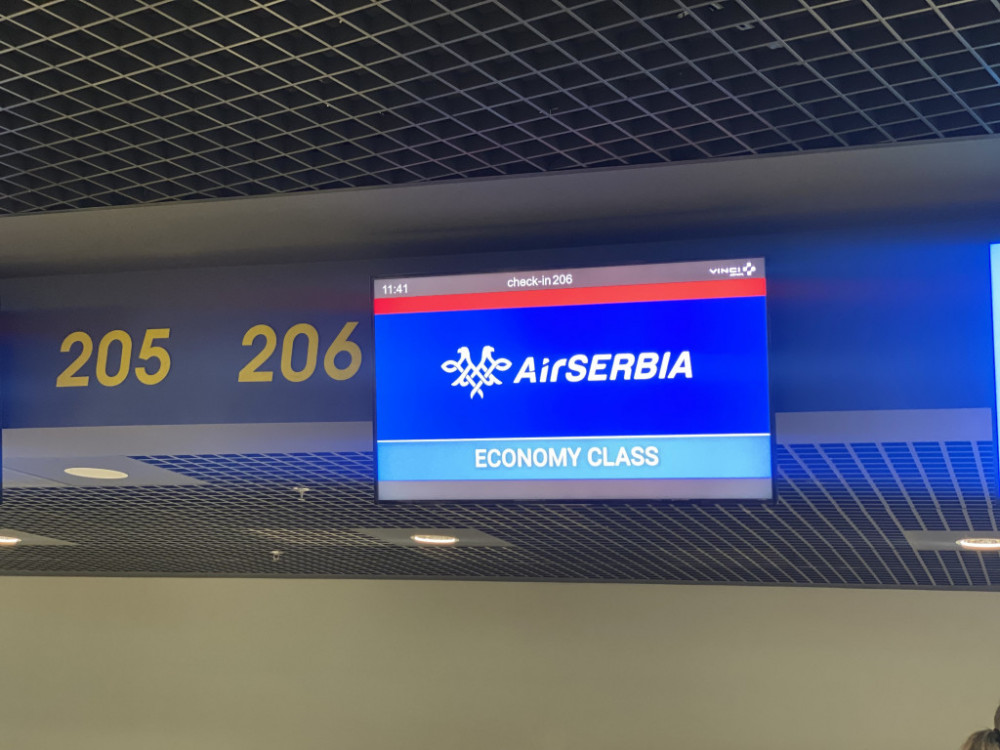 205 206
11:41 check-in 206 VINCI
AirSERBIA
ECONOMY CLASS